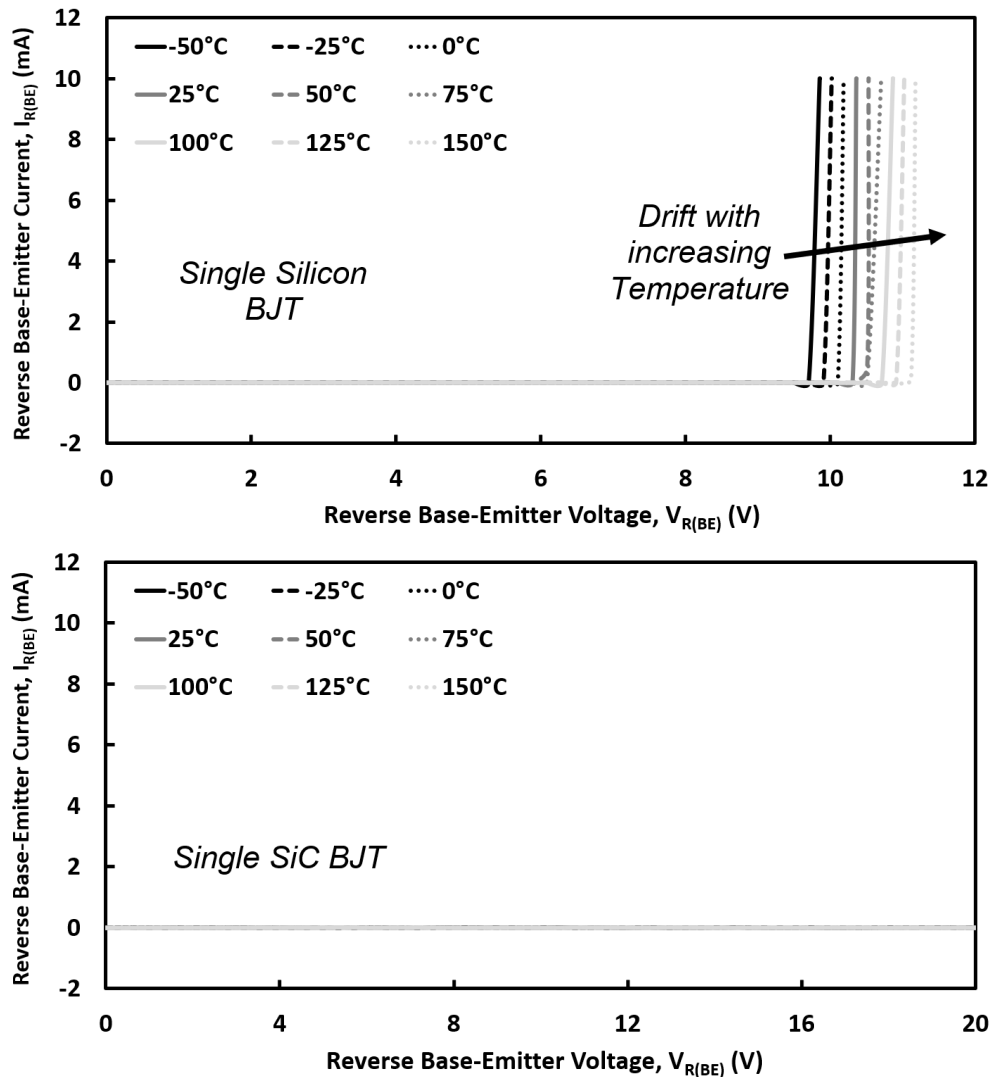 12
10
8
6
4
2
0
-2
Reverse Base-Emitter Current, I_R(BE) (mA)
-50°C -25°C 0°C
25°C 50°C 75°C
100°C 125°C 150°C
Single Silicon
BJT
Drift with
increasing
Temperature
0 2 4 6 8 10 12
Reverse Base-Emitter Voltage, V_R(BE) (V)
12
10
8
6
4
2
0
-2
Reverse Base-Emitter Current, I_R(BE) (mA)
-50°C -25°C 0°C
25°C 50°C 75°C
100°C 125°C 150°C
Single SiC BJT
0 4 8 12 16 20
Reverse Base-Emitter Voltage, V_R(BE) (V)